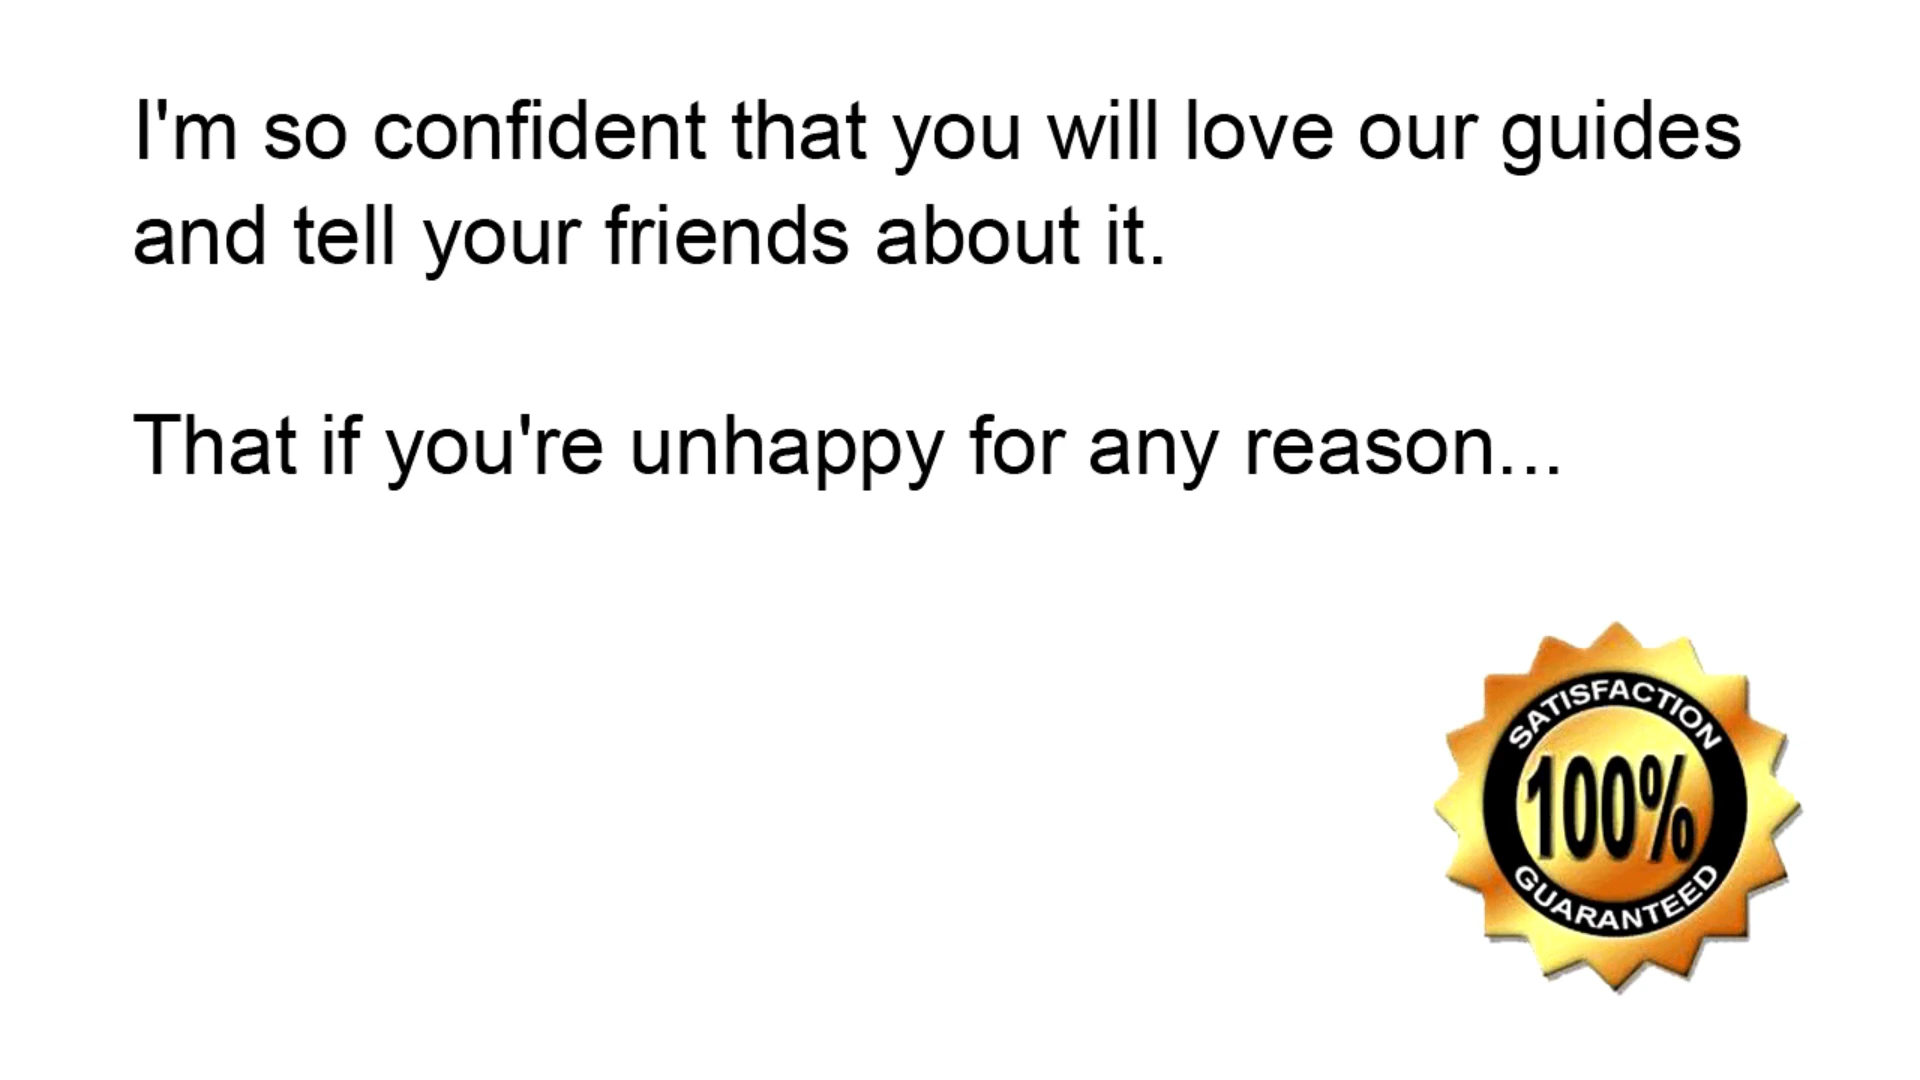 I'm so confident that you will love our guides
and tell your friends about it.
That if you're unhappy for any reason...
SATISFACTION
100%
GUARANTEED